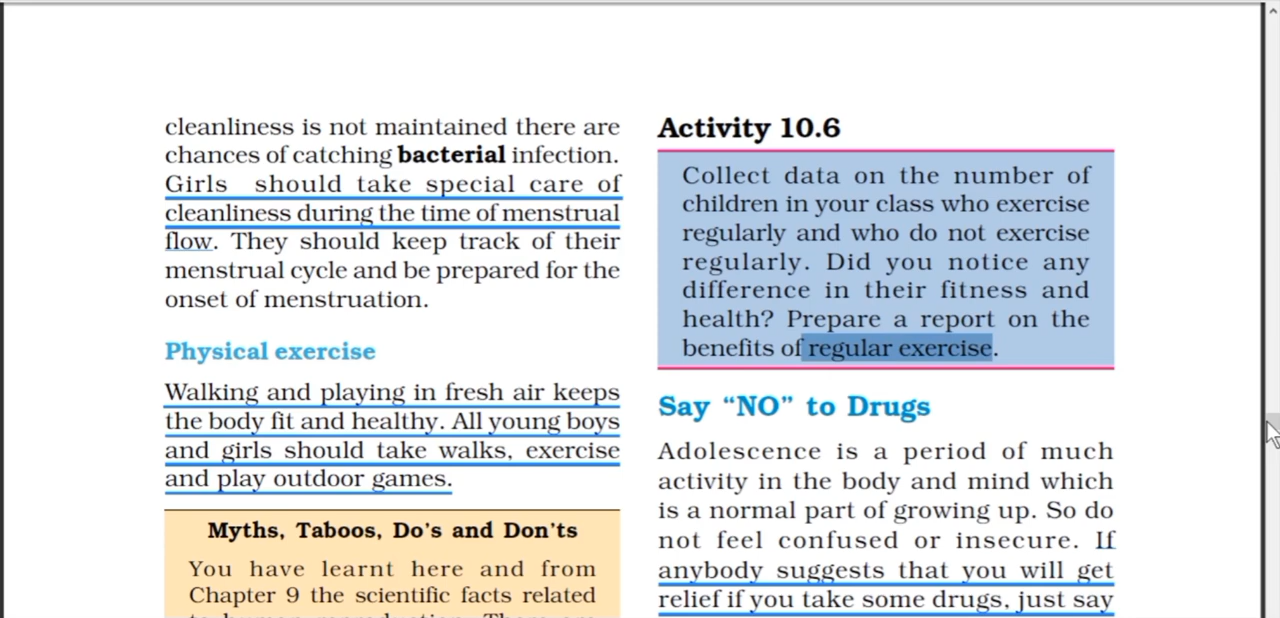 cleanliness is not maintained there are
chances of catching bacterial infection.
Girls should take special care of
cleanliness during the time of menstrual
flow. They should keep track of their
menstrual cycle and be prepared for the
onset of menstruation.
Physical exercise
Walking and playing in fresh air keeps
the body fit and healthy. All young boys
and girls should take walks, exercise
and play outdoor games.
Myths, Taboos, Do's and Don'ts
You have learnt here and from
Chapter 9 the scientific facts related
Activity 10.6
Collect data on the number of
children in your class who exercise
regularly and who do not exercise
regularly. Did you notice any
difference in their fitness and
health? Prepare a report on the
benefits of regular exercise.
Say “NO” to Drugs
Adolescence is a period of much
activity in the body and mind which
is a normal part of growing up. So do
not feel confused or insecure. If
anybody suggests that you will get
relief if you take some drugs, just say